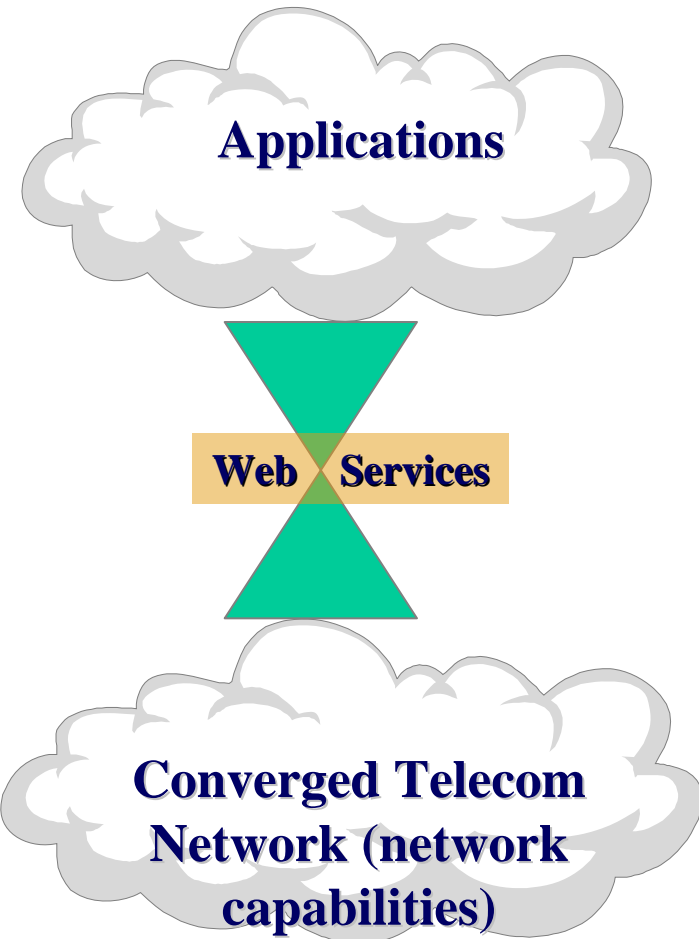 Applications
Web Services
Converged Telecom
Network (network
capabilities)